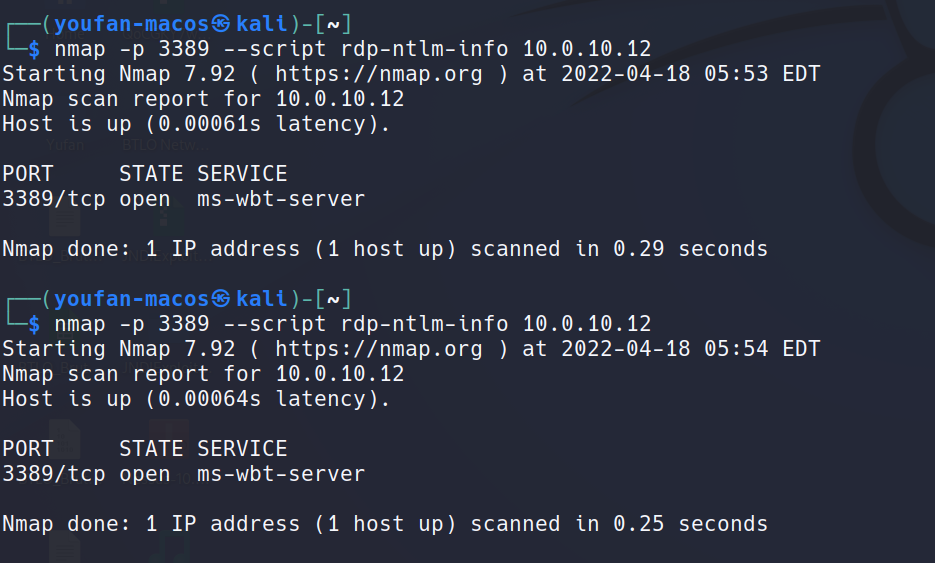 ┌──(youfan-macos㉿kali)-[~]
└─$ nmap -p 3389 --script rdp-ntlm-info 10.0.10.12
Starting Nmap 7.92 ( https://nmap.org ) at 2022-04-18 05:53 EDT
Nmap scan report for 10.0.10.12
Host is up (0.00061s latency).
PORT     STATE SERVICE
3389/tcp open  ms-wbt-server
Nmap done: 1 IP address (1 host up) scanned in 0.29 seconds
┌──(youfan-macos㉿kali)-[~]
└─$ nmap -p 3389 --script rdp-ntlm-info 10.0.10.12
Starting Nmap 7.92 ( https://nmap.org ) at 2022-04-18 05:54 EDT
Nmap scan report for 10.0.10.12
Host is up (0.00064s latency).
PORT     STATE SERVICE
3389/tcp open  ms-wbt-server
Nmap done: 1 IP address (1 host up) scanned in 0.25 seconds